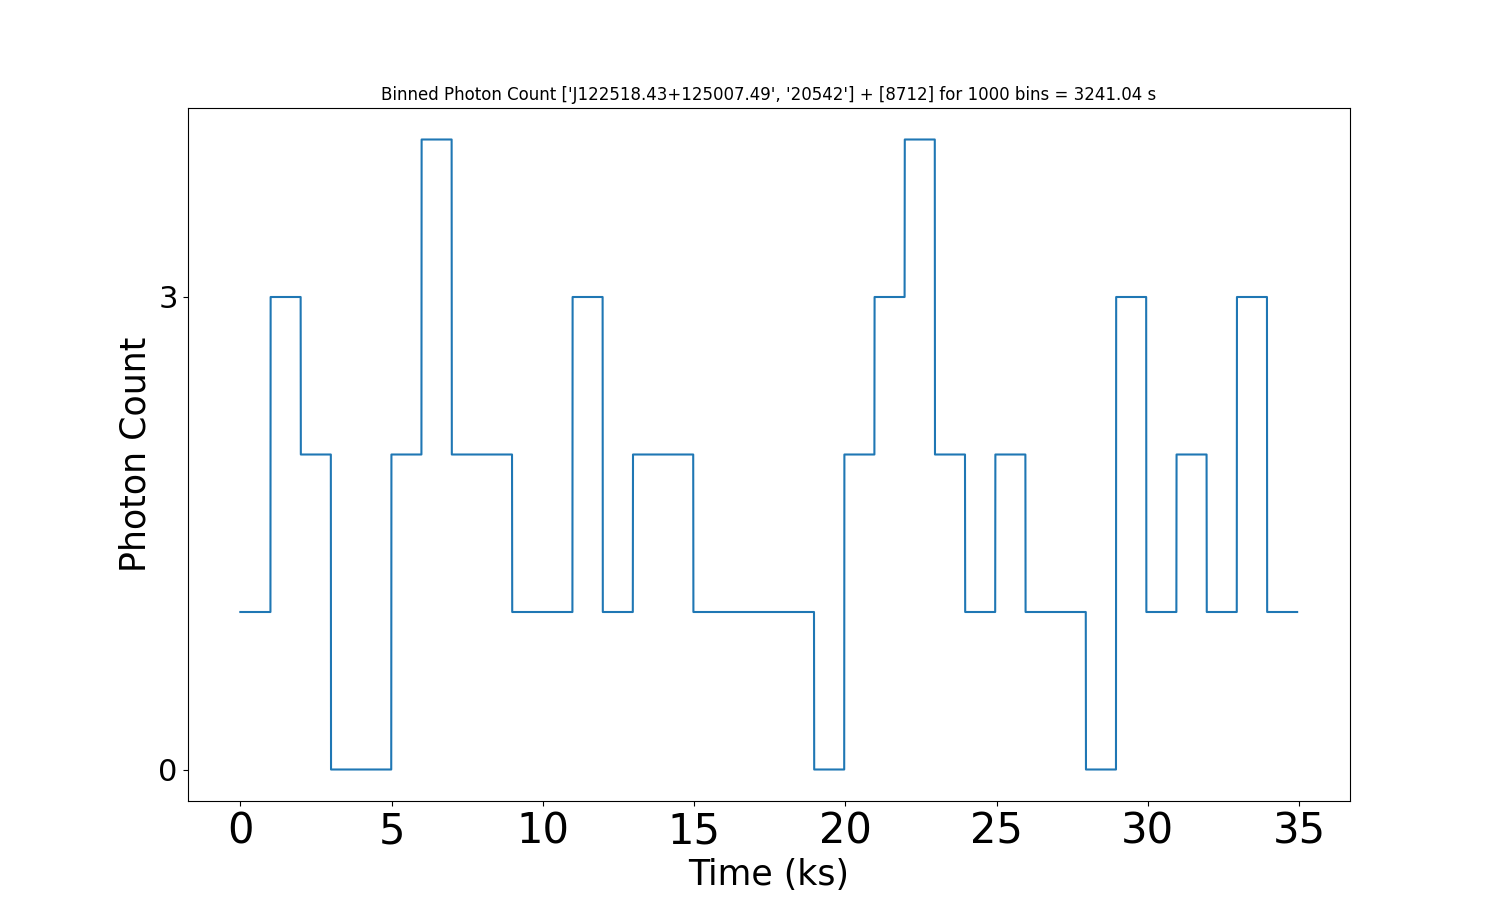 Binned Photon Count ['J122518.43+125007.49', '20542'] + [8712] for 1000 bins = 3241.04 s
3
Photon Count
0
0 5 10 15 20 25 30 35
Time (ks)